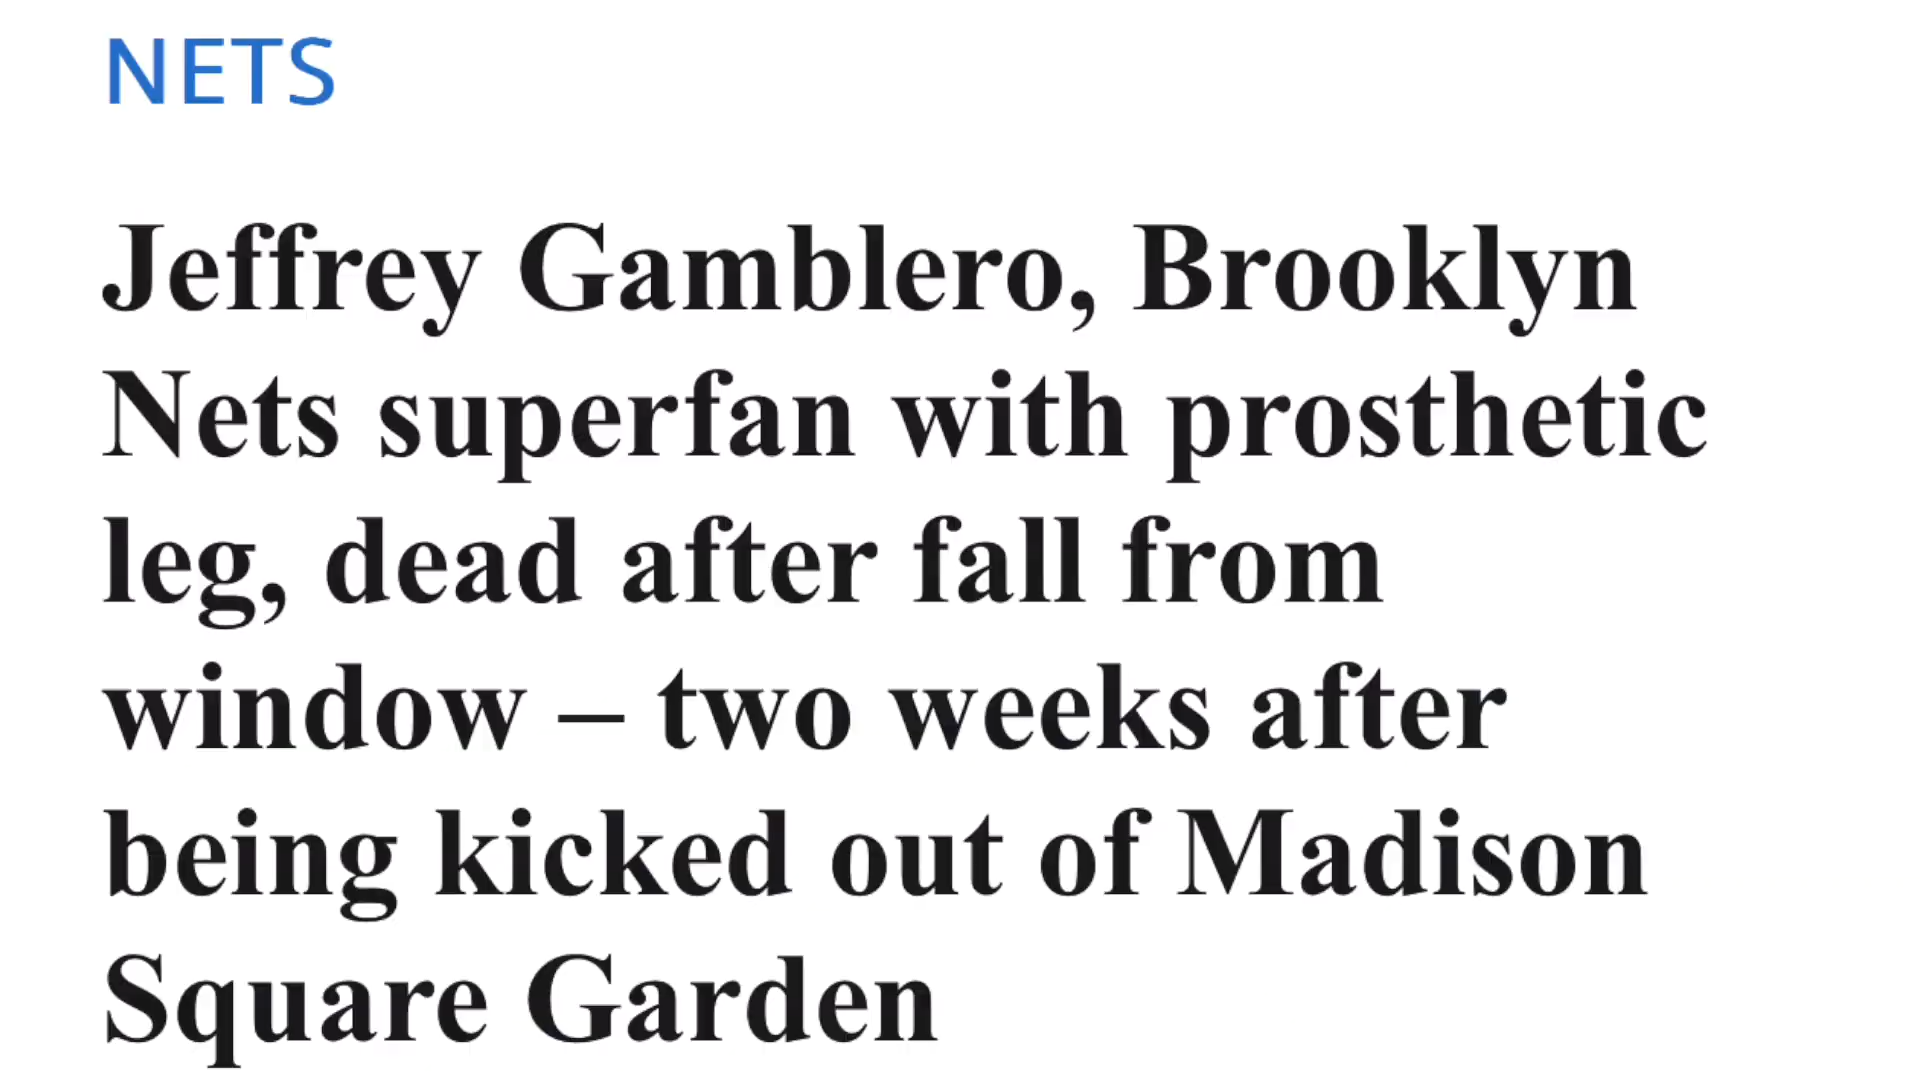 NETS
Jeffrey Gamblero, Brooklyn
Nets superfan with prosthetic
leg, dead after fall from
window – two weeks after
being kicked out of Madison
Square Garden